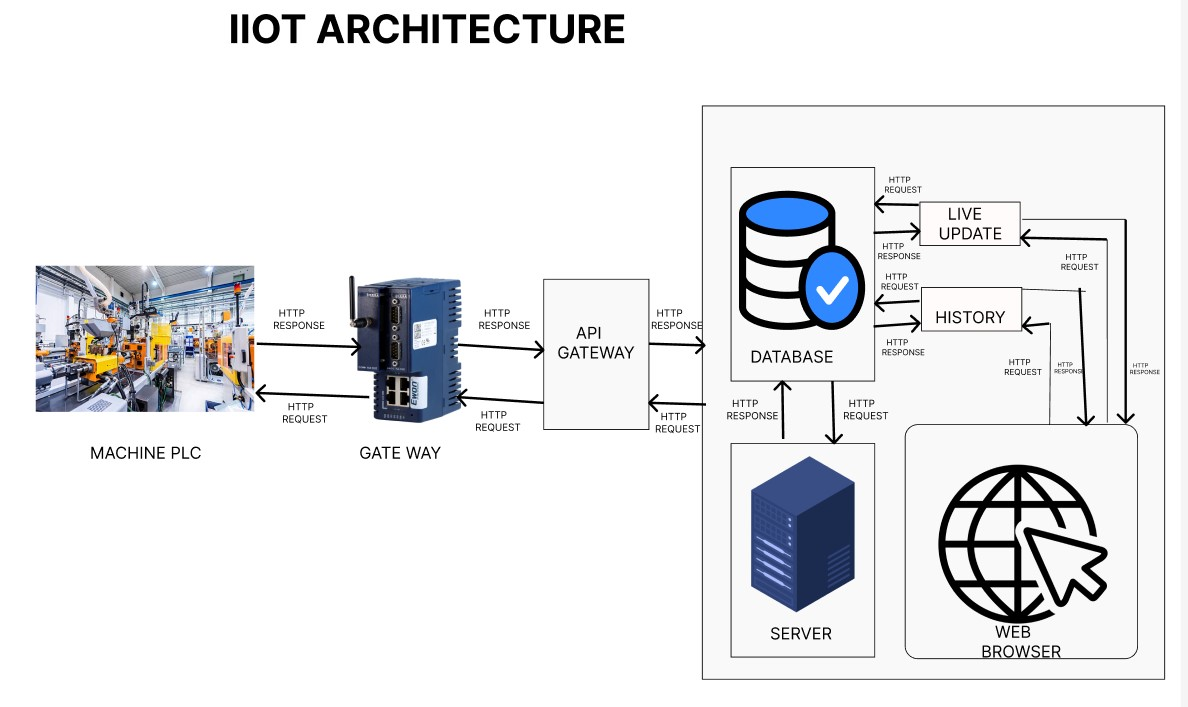 IIOT ARCHITECTURE
HTTP
REQUEST
LIVE
UPDATE
HTTP
RESPONSE
HTTP
REQUEST
HTTP
REQUEST
HISTORY
HTTP
RESPONSE
HTTP
RESPONSE
HTTP
RESPONSE
HTTP
RESPONSE
API
GATEWAY
DATABASE
HTTP
REQUEST
HTTP
RESPONSE
HTTP
RESPONSE
Ewon
HTTP
REQUEST
HTTP
REQUEST
HTTP
REQUEST
HTTP
RESPONSE
HTTP
REQUEST
MACHINE PLC
GATE WAY
SERVER
WEB
BROWSER